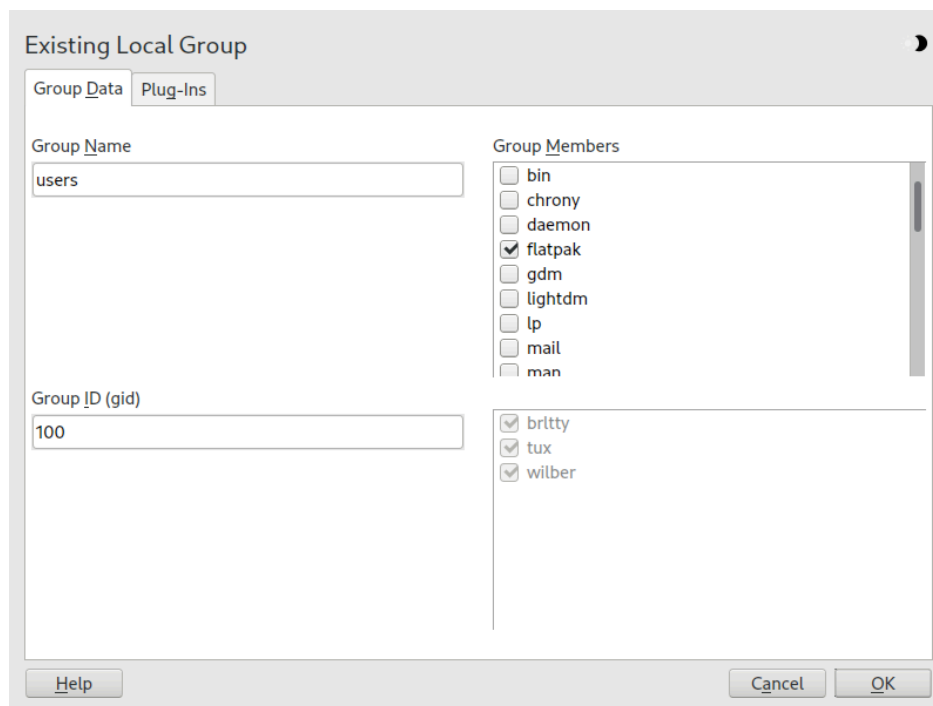 Existing Local Group
Group Data
Plug-Ins
Group Name
users
Group Members
bin
chrony
daemon
flatpak
gdm
lightdm
lp
mail
man
Group ID (gid)
100
brltty
tux
wilber
Help
Cancel
OK